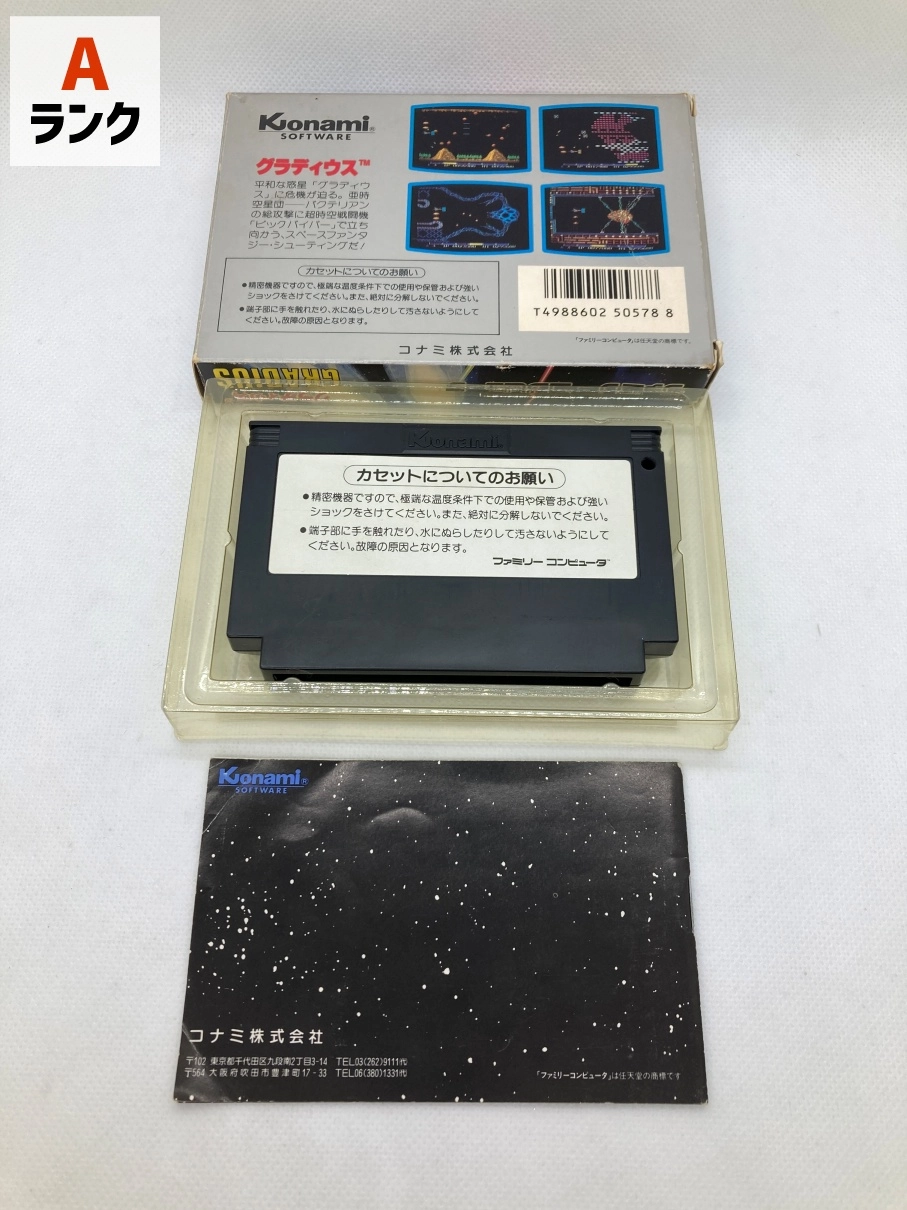 A
ランク
Konami®
SOFTWARE
グラディウス™
平和な惑星「グラディウ
ス」に危機が迫る。亜時
空星団——バクテリアン
の総攻撃に超時空戦闘機
「ビックバイパー」で立ち
向かう、スペースファンタ
ジー・シューティングだ!
カセットについてのお願い
●精密機器ですので、極端な温度条件下での使用や保管および強い
ショックをさけてください。また、絶対に分解しないでください。
●端子部に手を触れたり、水にぬらしたりして汚さないようにして
ください。故障の原因となります。
T4988602 50578 8
「ファミリーコンピュータ」は任天堂の商標です。
コナミ株式会社
GRADIUS
Konami
カセットについてのお願い
●精密機器ですので、極端な温度条件下での使用や保管および強い
ショックをさけてください。また、絶対に分解しないでください。
●端子部に手を触れたり、水にぬらしたりして汚さないようにして
ください。故障の原因となります。
ファミリー コンピュータ™
Konami®
SOFTWARE
コナミ株式会社
〒102 東京都千代田区九段南2丁目3-14 TEL03(262)9111代
〒564 大阪府吹田市豊津町17-33 TEL06(380)1331代
「ファミリーコンピュータ」は任天堂の商標です